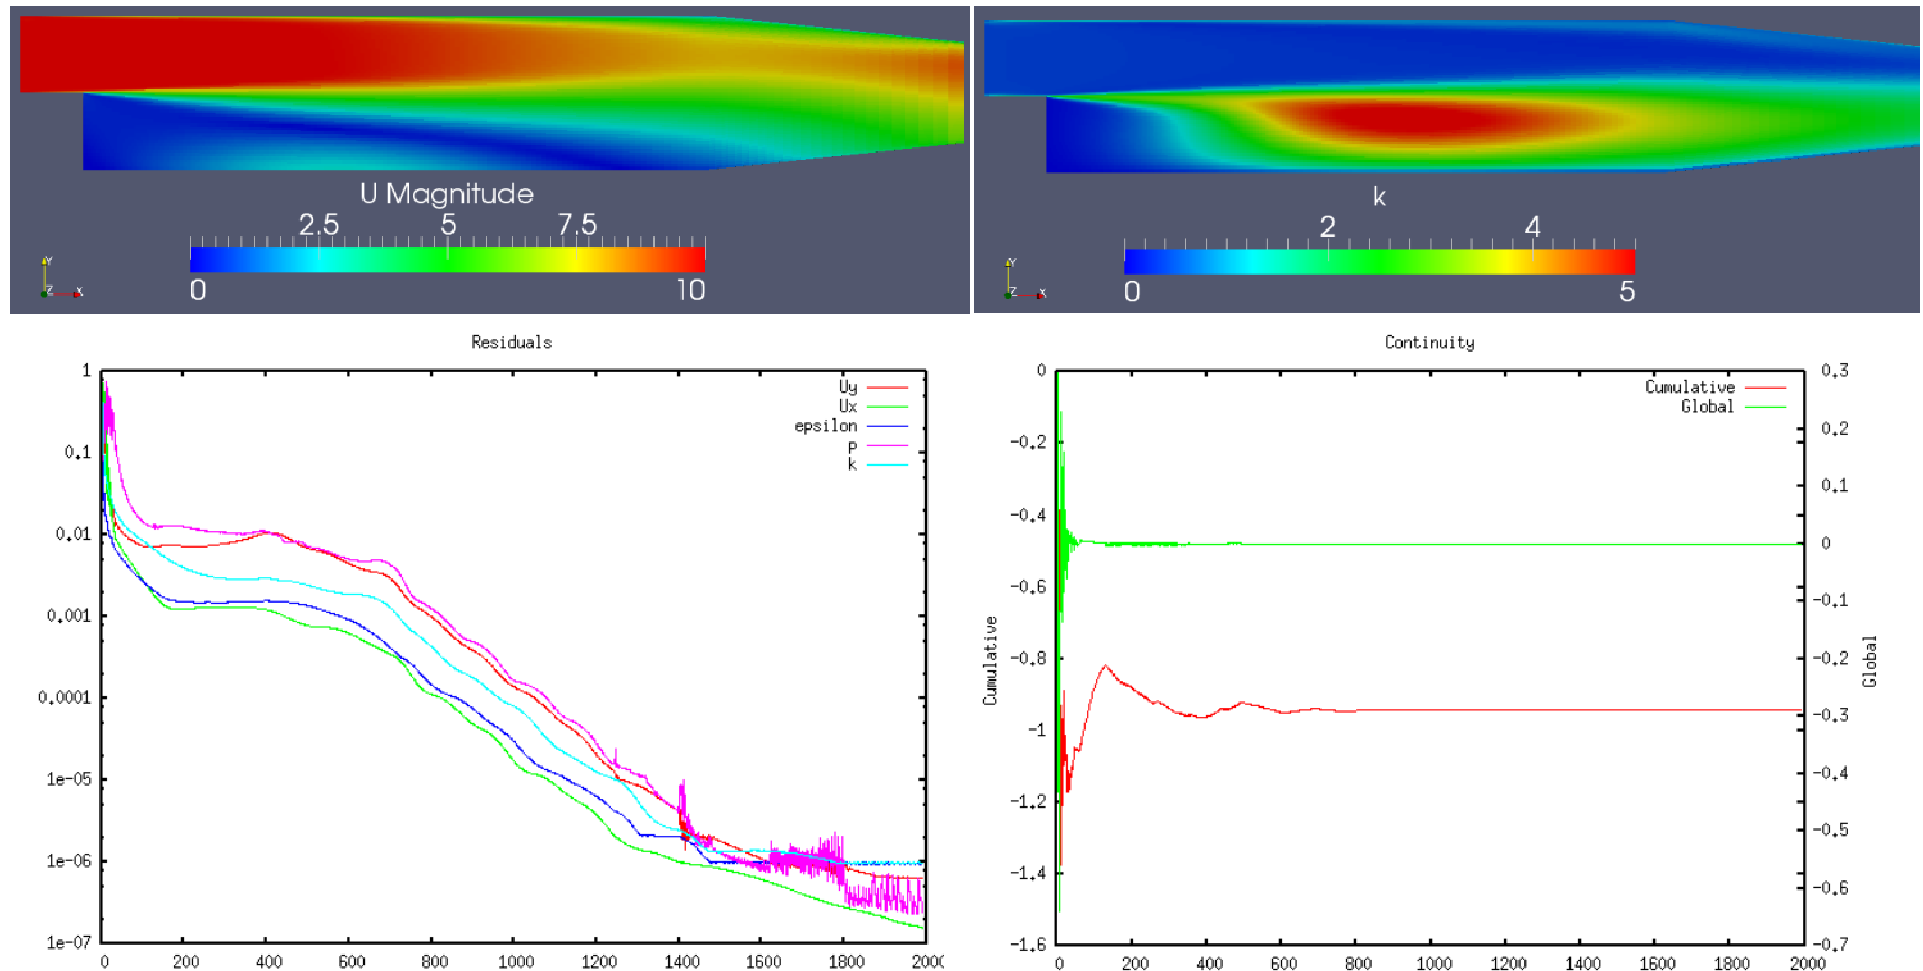 U Magnitude
2.5 5 7.5
0 10
Y
Z X
k
2 4
0 5
Y
Z X
Residuals
1
0.1
0.01
0.001
0.0001
1e-05
1e-06
1e-07
Uy
Ux
epsilon
p
k
0 200 400 600 800 1000 1200 1400 1600 1800 2000
Continuity
Cumulative
Global
0
-0.2
-0.4
-0.6
-0.8
-1
-1.2
-1.4
-1.6
Cumulative
0.3
0.2
0.1
0
-0.1
-0.2
-0.3
-0.4
-0.5
-0.6
-0.7
Global
0 200 400 600 800 1000 1200 1400 1600 1800 2000